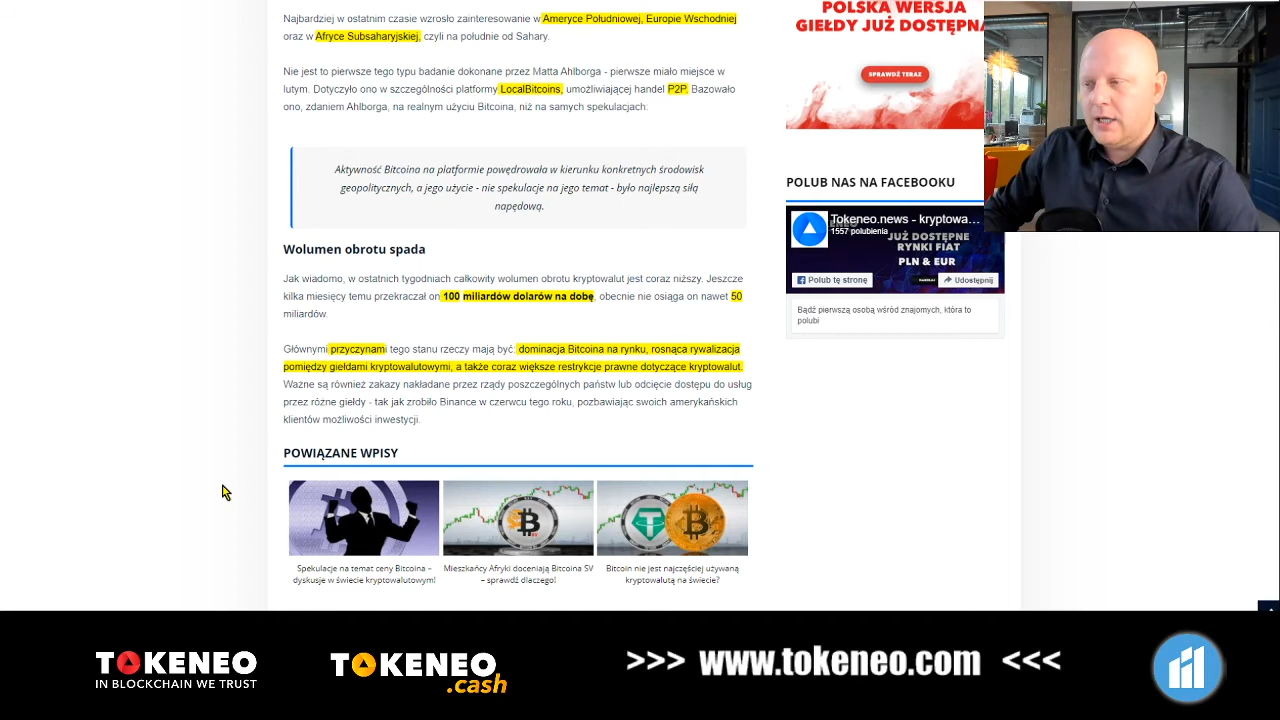 Najbardziej w ostatnim czasie wzrosło zainteresowanie w Ameryce Południowej, Europie Wschodniej
oraz w Afryce Subsaharyjskiej, czyli na południe od Sahary.
Nie jest to pierwsze tego typu badanie dokonane przez Matta Ahlborga - pierwsze miało miejsce w
lutym. Dotyczyło ono w szczególności platformy LocalBitcoins, umożliwiającej handel P2P. Bazowało
ono, zdaniem Ahlborga, na realnym użyciu Bitcoina, niż na samych spekulacjach:
Aktywność Bitcoina na platformie powędrowała w kierunku konkretnych środowisk
geopolitycznych, a jego użycie - nie spekulacje na jego temat - było najlepszą siłą
napędową.
Wolumen obrotu spada
Jak wiadomo, w ostatnich tygodniach całkowity wolumen obrotu kryptowalut jest coraz niższy. Jeszcze
kilka miesięcy temu przekraczał on 100 miliardów dolarów na dobę, obecnie nie osiąga on nawet 50
miliardów.
Głównymi przyczynami tego stanu rzeczy mają być: dominacja Bitcoina na rynku, rosnąca rywalizacja
pomiędzy giełdami kryptowalutowymi, a także coraz większe restrykcje prawne dotyczące kryptowalut.
Ważne są również zakazy nakładane przez rządy poszczególnych państw lub odcięcie dostępu do usług
przez różne giełdy - tak jak zrobiło Binance w czerwcu tego roku, pozbawiając swoich amerykańskich
klientów możliwości inwestycji.
POWIĄZANE WPISY
Spekulacje na temat ceny Bitcoina –
dyskusje w świecie kryptowalutowym!
Mieszkańcy Afryki doceniają Bitcoina SV
– sprawdź dlaczego!
Bitcoin nie jest najczęściej używaną
kryptowalutą na świecie?
POLSKA WERSJA
GIEŁDY JUŻ DOSTĘPNA
SPRAWDŹ TERAZ
POLUB NAS NA FACEBOOKU
Tokeneo.news - kryptowa...
1557 polubienia
JUŻ DOSTĘPNE
RYNKI FIAT
PLN & EUR
Polub tę stronę
Udostępnij
Bądź pierwszą osobą wśród znajomych, która to
polubi
TOKENEO
IN BLOCKCHAIN WE TRUST
TOKENEO
.cash
>>> www.tokeneo.com <<<